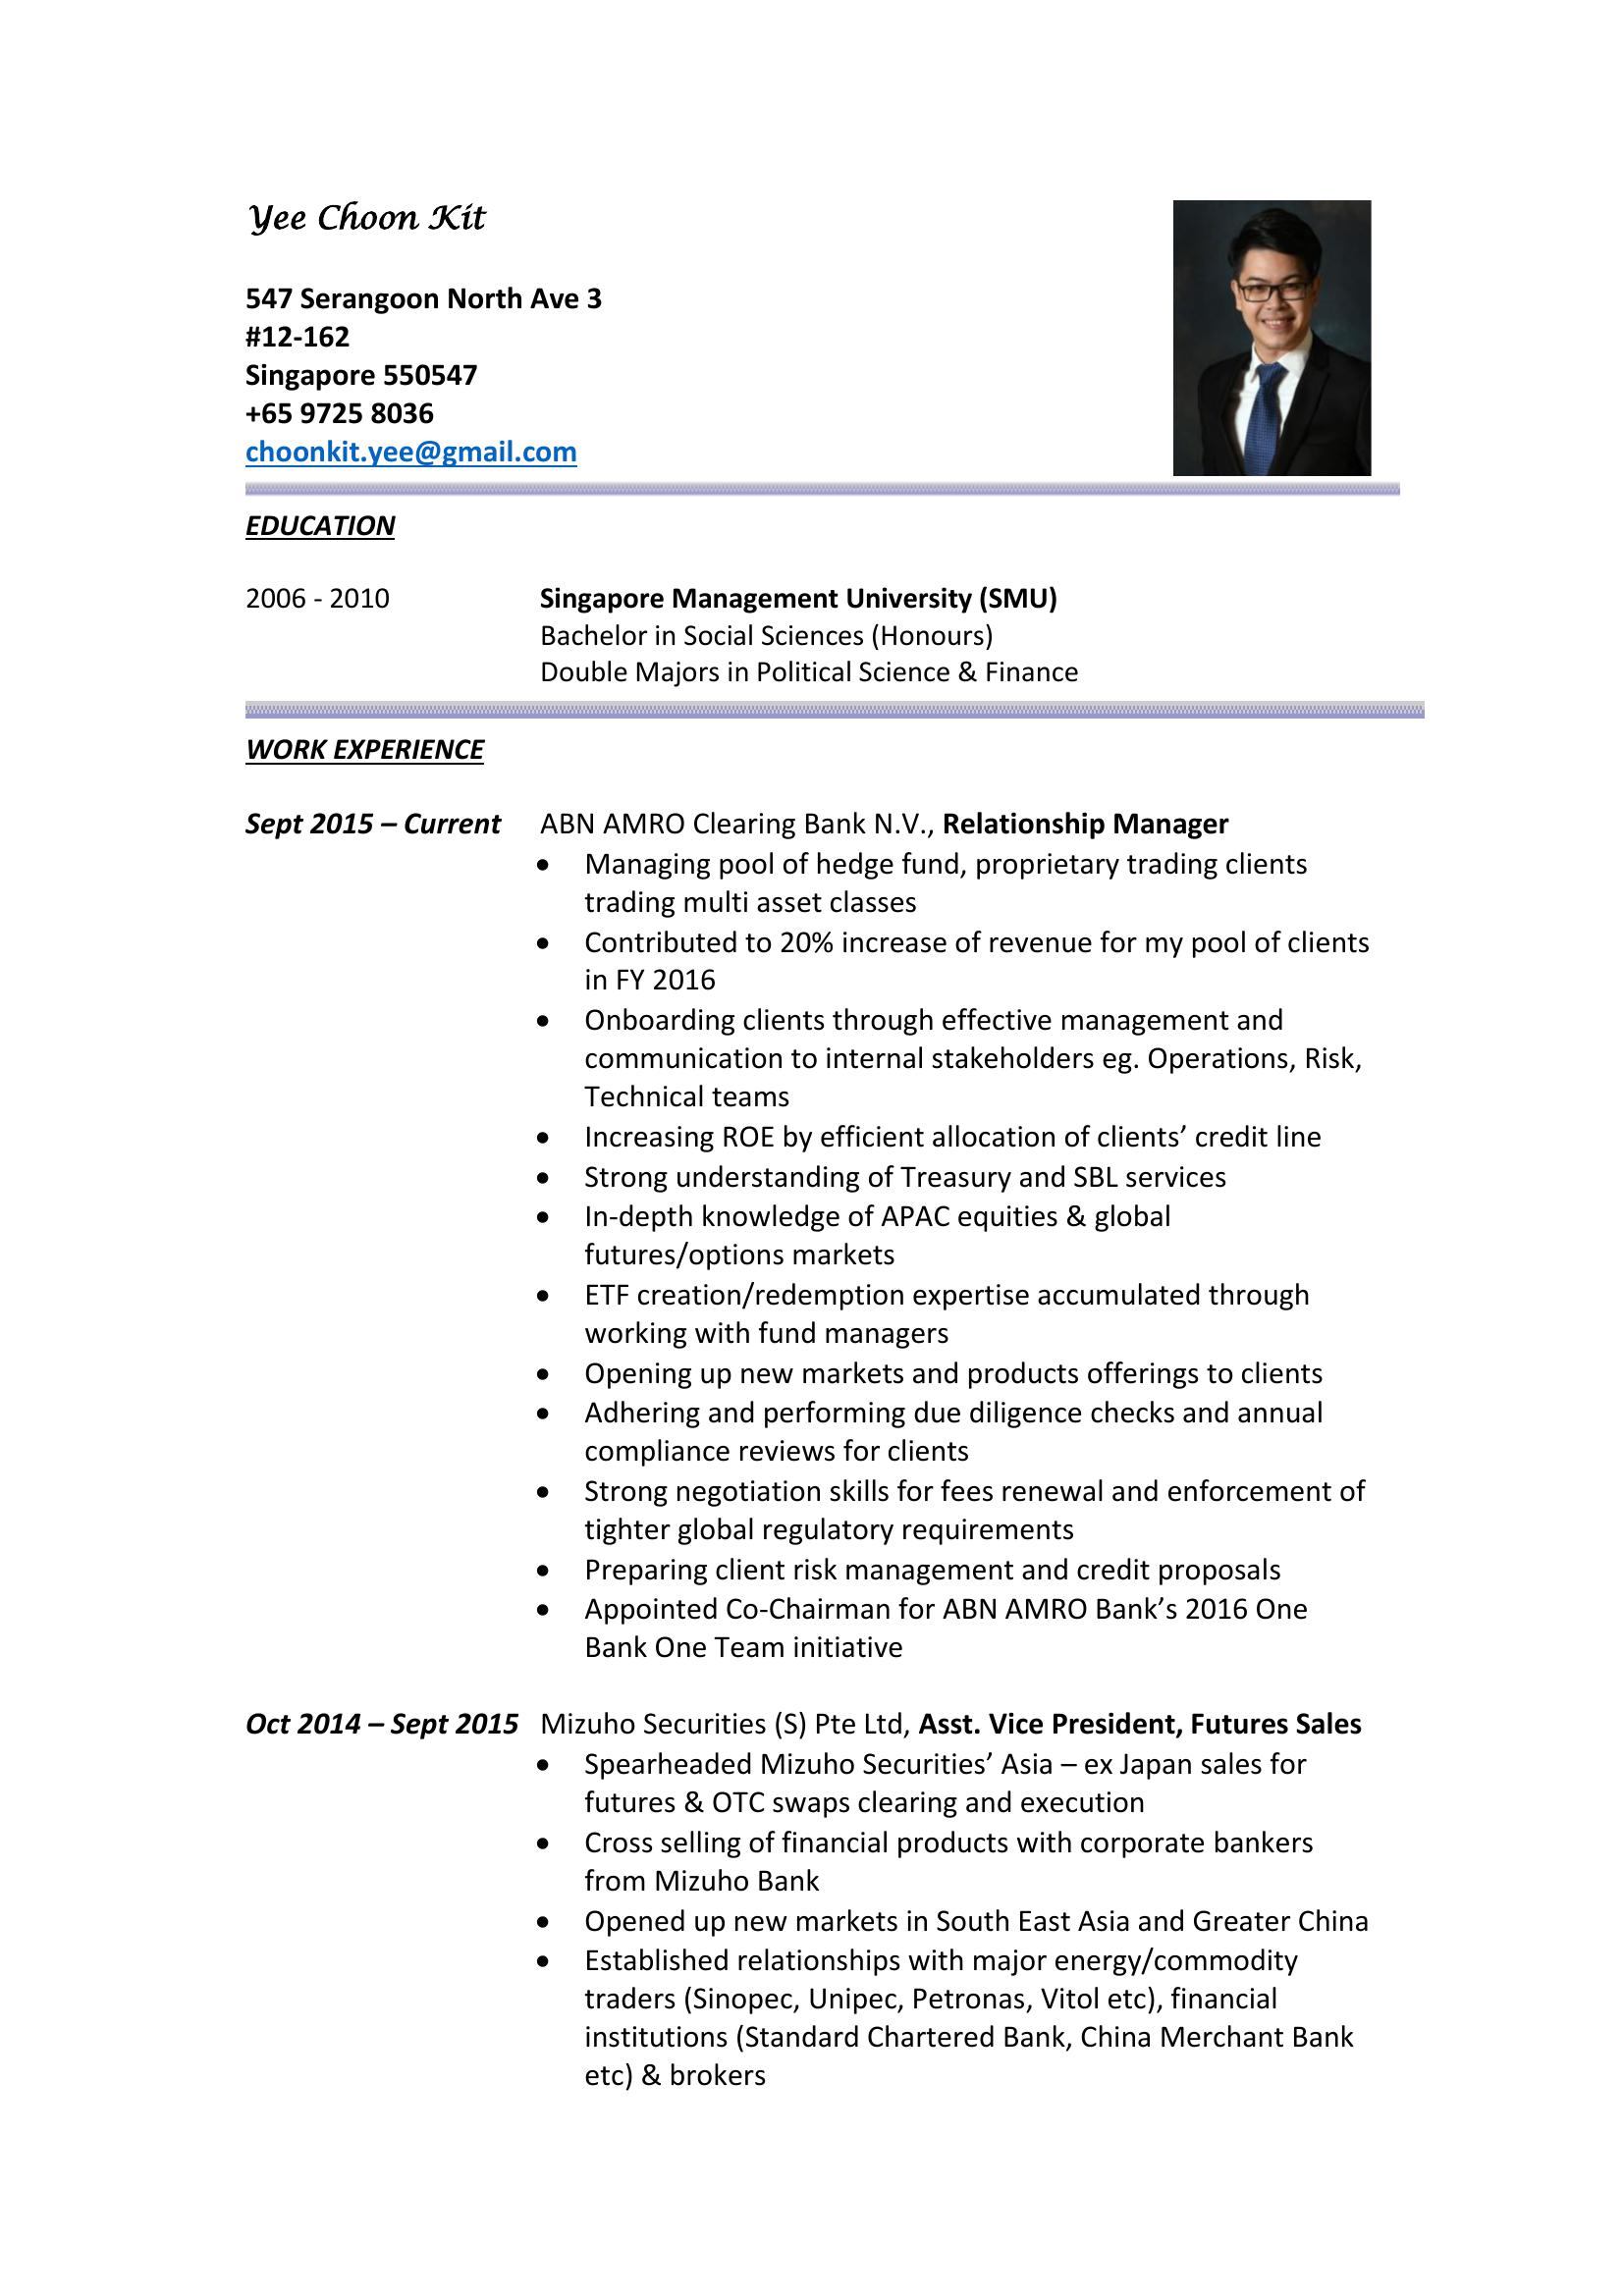 Yee Choon Kit
547 Serangoon North Ave 3
#12-162
Singapore 550547
+65 9725 8036
choonkit.yee@gmail.com
EDUCATION
2006 - 2010 Singapore Management University (SMU)
Bachelor in Social Sciences (Honours)
Double Majors in Political Science & Finance
WORK EXPERIENCE
Sept 2015 – Current ABN AMRO Clearing Bank N.V., Relationship Manager
• Managing pool of hedge fund, proprietary trading clients
trading multi asset classes
• Contributed to 20% increase of revenue for my pool of clients
in FY 2016
• Onboarding clients through effective management and
communication to internal stakeholders eg. Operations, Risk,
Technical teams
• Increasing ROE by efficient allocation of clients’ credit line
• Strong understanding of Treasury and SBL services
• In-depth knowledge of APAC equities & global
futures/options markets
• ETF creation/redemption expertise accumulated through
working with fund managers
• Opening up new markets and products offerings to clients
• Adhering and performing due diligence checks and annual
compliance reviews for clients
• Strong negotiation skills for fees renewal and enforcement of
tighter global regulatory requirements
• Preparing client risk management and credit proposals
• Appointed Co-Chairman for ABN AMRO Bank’s 2016 One
Bank One Team initiative
Oct 2014 – Sept 2015 Mizuho Securities (S) Pte Ltd, Asst. Vice President, Futures Sales
• Spearheaded Mizuho Securities’ Asia – ex Japan sales for
futures & OTC swaps clearing and execution
• Cross selling of financial products with corporate bankers
from Mizuho Bank
• Opened up new markets in South East Asia and Greater China
• Established relationships with major energy/commodity
traders (Sinopec, Unipec, Petronas, Vitol etc), financial
institutions (Standard Chartered Bank, China Merchant Bank
etc) & brokers